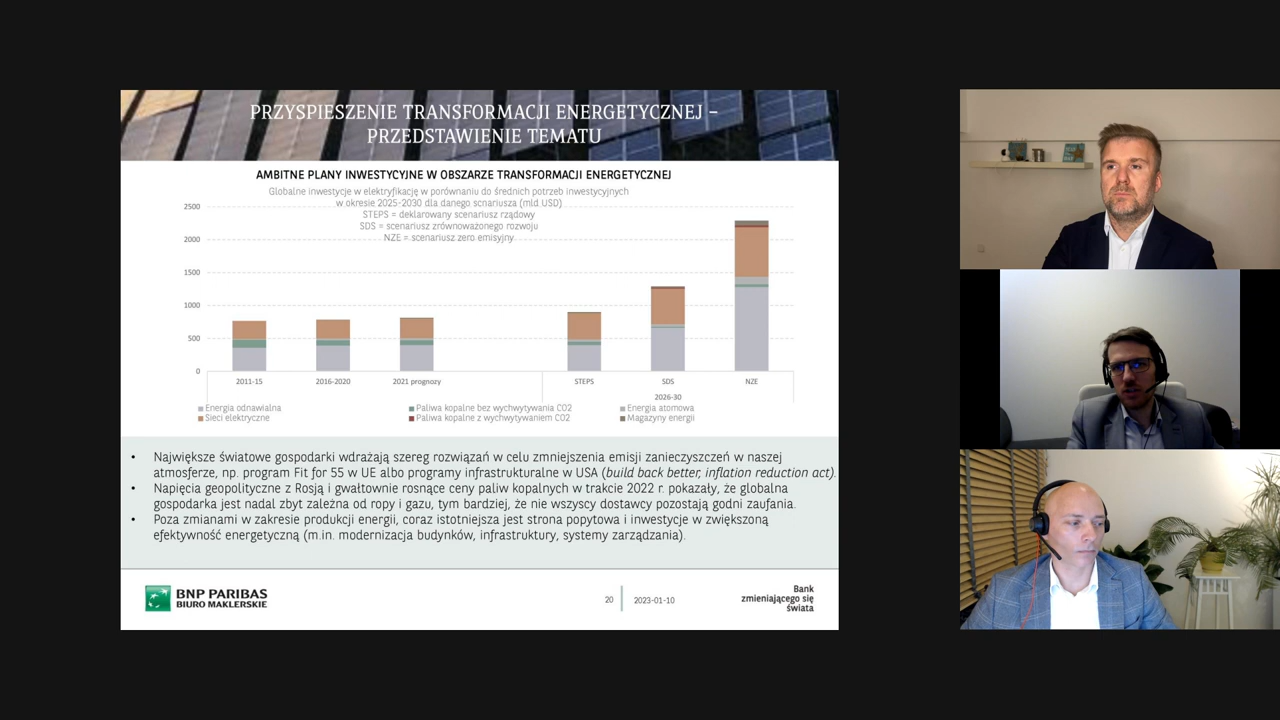 PRZYSPIESZENIE TRANSFORMACJI ENERGETYCZNEJ –
PRZEDSTAWIENIE TEMATU
AMBITNE PLANY INWESTYCYJNE W OBSZARZE TRANSFORMACJI ENERGETYCZNEJ
Globalne inwestycje w elektryfikację w porównaniu do średnich potrzeb inwestycyjnych
w okresie 2025-2030 dla danego scnariusza (mld USD)
STEPS = deklarowany scenariusz rządowy
SDS = scenariusz zrównoważonego rozwoju
NZE = scenariusz zero emisyjny
2500
2000
1500
1000
500
0
2011-15 2016-2020 2021 prognozy STEPS SDS NZE
2026-30
Energia odnawialna Paliwa kopalne bez wychwytywania CO2 Energia atomowa
Sieci elektryczne Paliwa kopalne z wychwytywaniem CO2 Magazyny energii
• Największe światowe gospodarki wdrażają szereg rozwiązań w celu zmniejszenia emisji zanieczyszczeń w naszej
atmosferze, np. program Fit for 55 w UE albo programy infrastrukturalne w USA (build back better, inflation reduction act).
• Napięcia geopolityczne z Rosją i gwałtownie rosnące ceny paliw kopalnych w trakcie 2022 r. pokazały, że globalna
gospodarka jest nadal zbyt zależna od ropy i gazu, tym bardziej, że nie wszyscy dostawcy pozostają godni zaufania.
• Poza zmianami w zakresie produkcji energii, coraz istotniejsza jest strona popytowa i inwestycje w zwiększoną
efektywność energetyczną (m.in. modernizacja budynków, infrastruktury, systemy zarządzania).
BNP PARIBAS
BIURO MAKLERSKIE
20 2023-01-10
Bank
zmieniającego się
świata